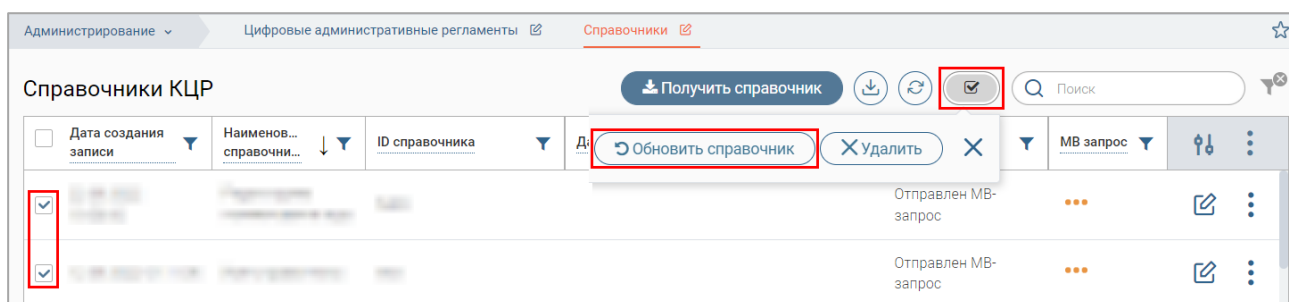 Администрирование
Цифровые административные регламенты
Справочники
Справочники КЦР
Получить справочник
Поиск
Дата создания
записи
Наименов...
справочни...
ID справочника
Обновить справочник
Удалить
МВ запрос
Отправлен МВ-
запрос
Отправлен МВ-
запрос